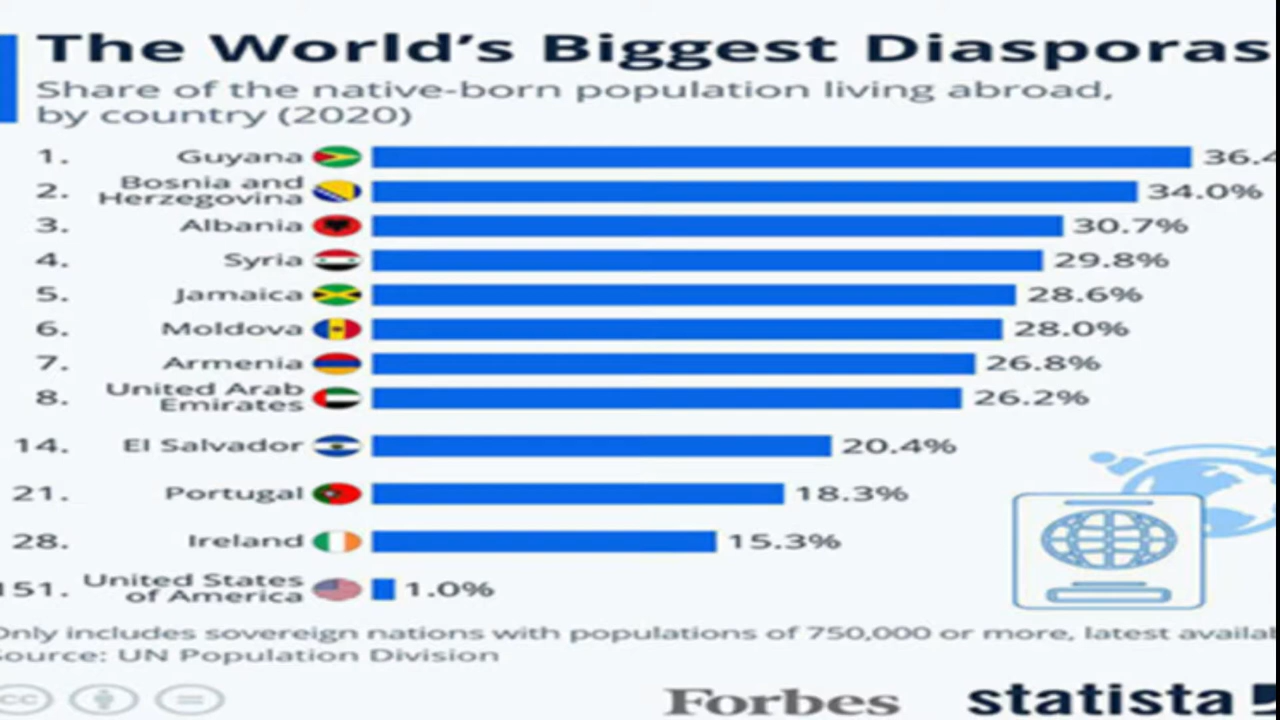 The World's Biggest Diasporas
Share of the native-born population living abroad,
by country (2020)
1. Guyana 36.4
2. Bosnia and Herzegovina 34.0%
3. Albania 30.7%
4. Syria 29.8%
5. Jamaica 28.6%
6. Moldova 28.0%
7. Armenia 26.8%
8. United Arab Emirates 26.2%
14. El Salvador 20.4%
21. Portugal 18.3%
28. Ireland 15.3%
151. United States of America 1.0%
Only includes sovereign nations with populations of 750,000 or more, latest
Source: UN Population Division
cc
Forbes statista